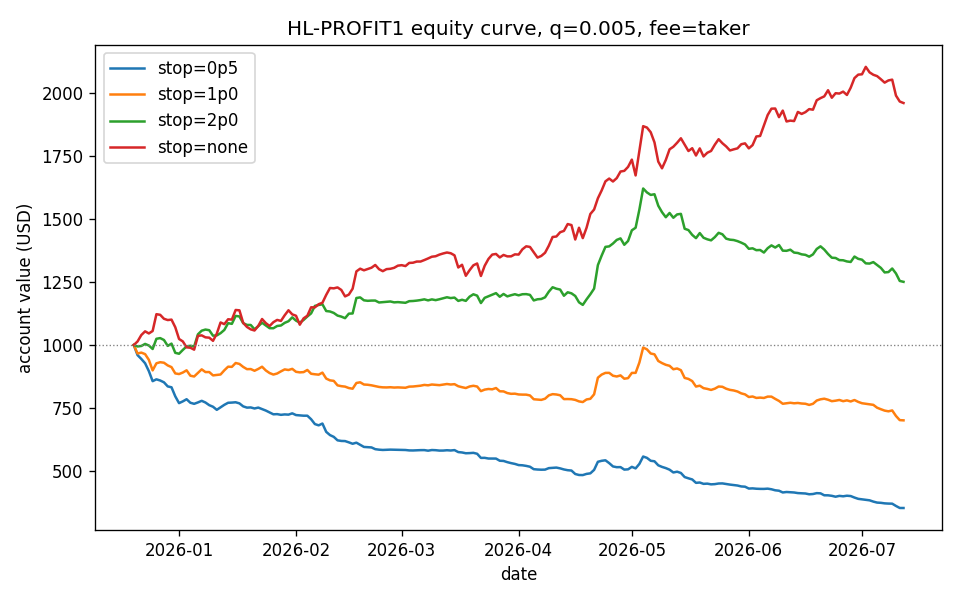 HL-PROFIT1 equity curve, q=0.005, fee=taker
stop=0p5
stop=1p0
stop=2p0
stop=none
account value (USD)
2000
1750
1500
1250
1000
750
500
2026-01 2026-02 2026-03 2026-04 2026-05 2026-06 2026-07
date